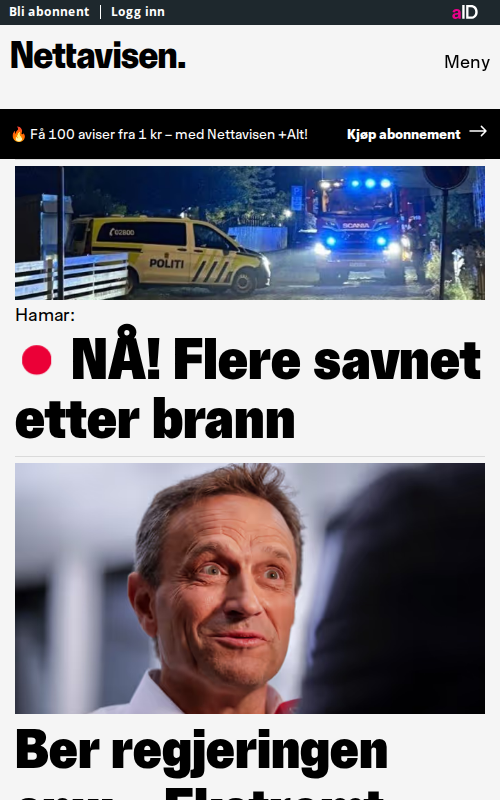 Bli abonnent | Logg inn
aID
Nettavisen.
Meny
🔥 Få 100 aviser fra 1 kr – med Nettavisen +Alt!
Kjøp abonnement →
02800
POLITI
SCANIA
Hamar:
NÅ! Flere savnet
etter brann
Ber regjeringen